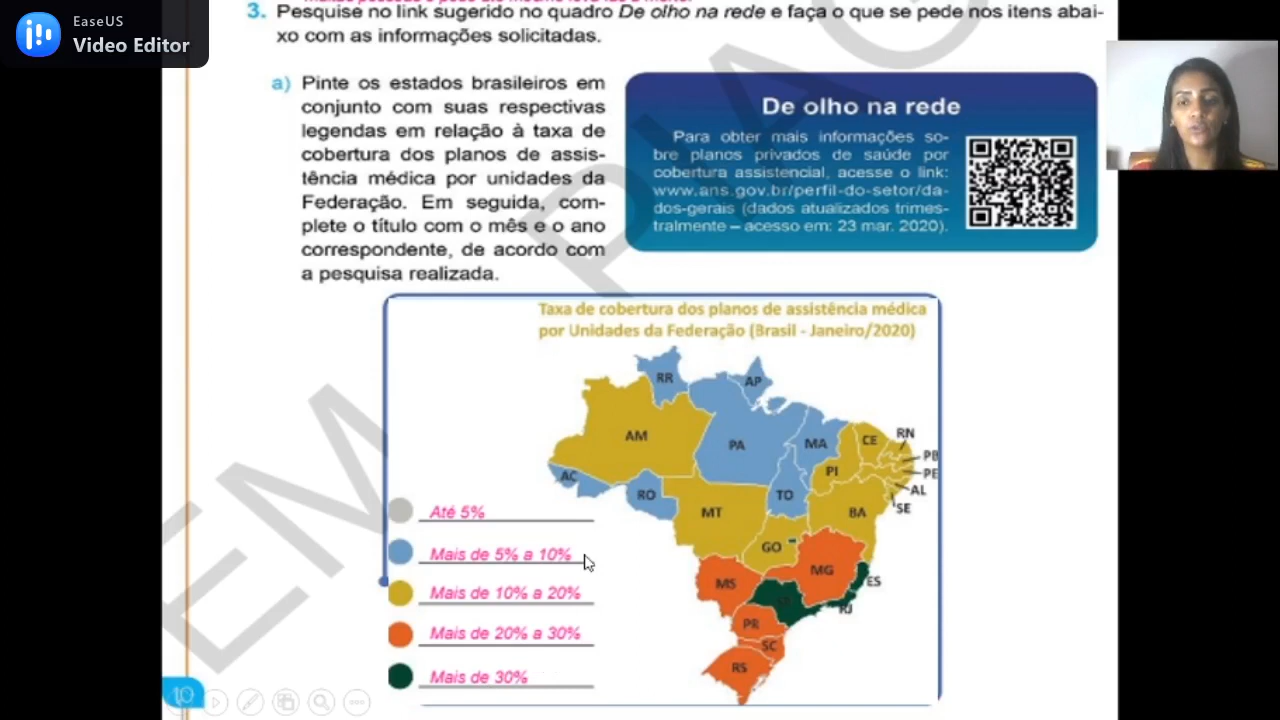 EaseUS
Video Editor
3. Pesquise no link sugerido no quadro De olho na rede e faça o que se pede nos itens abai-
xo com as informações solicitadas.
a) Pinte os estados brasileiros em
conjunto com suas respectivas
legendas em relação à taxa de
cobertura dos planos de assis-
tência médica por unidades da
Federação. Em seguida, com-
plete o título com o mês e o ano
correspondente, de acordo com
a pesquisa realizada.
De olho na rede
Para obter mais informações so-
bre planos privados de saúde por
cobertura assistencial, acesse o link:
www.ans.gov.br/perfil-do-setor/da-
dos-gerais (dados atualizados trimes-
tralmente – acesso em: 23 mar. 2020).
Taxa de cobertura dos planos de assistência médica
por Unidades da Federação (Brasil - Janeiro/2020)
RR
AP
AM
PA
MA
CE
RN
PB
PI
PE
AC
RO
TO
AL
SE
MT
BA
GO
MS
MG
ES
SP
RJ
PR
SC
RS
Até 5%
Mais de 5% a 10%
Mais de 10% a 20%
Mais de 20% a 30%
Mais de 30%
10